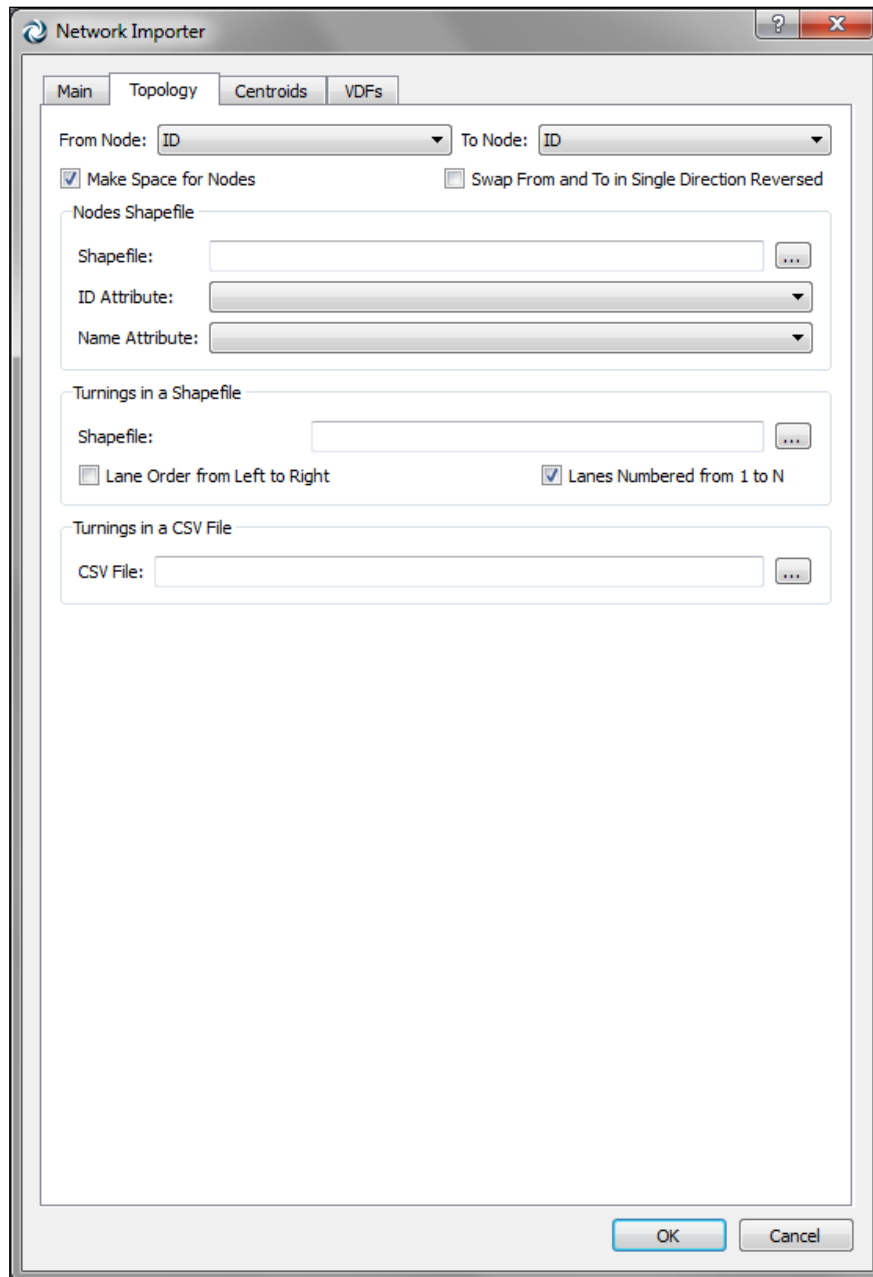 Network Importer
Main Topology Centroids VDFs
From Node: ID To Node: ID
Make Space for Nodes Swap From and To in Single Direction Reversed
Nodes Shapefile
Shapefile: ...
ID Attribute:
Name Attribute:
Turnings in a Shapefile
Shapefile: ...
Lane Order from Left to Right Lanes Numbered from 1 to N
Turnings in a CSV File
CSV File: ...
OK Cancel